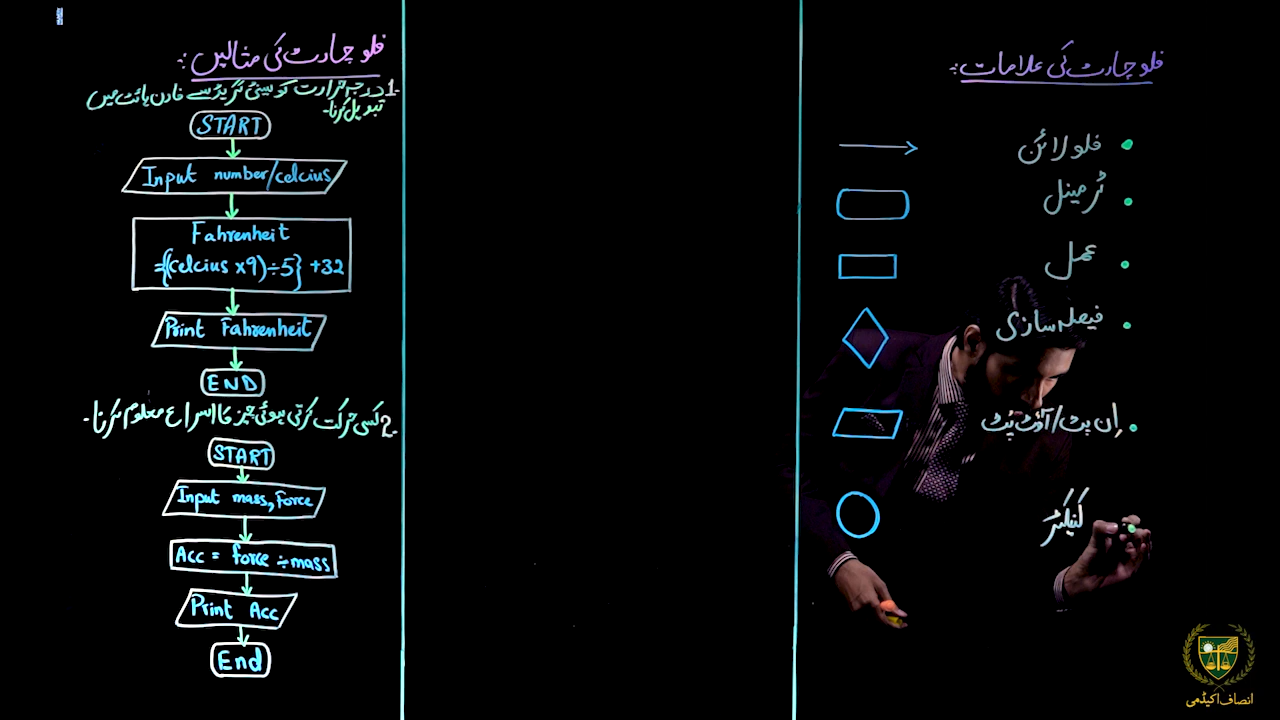 فلو چارٹ کی علامات:
فلو لائن
ٹرمینل
عمل
فیصلہ سازی
اِن پٹ/آؤٹ پُٹ
کنیکٹر
فلو چارٹ کی مثالیں:
1- درجہ حرارت کو سینٹی گریڈ سے فارن ہائٹ میں
تبدیل کرنا۔
START
Input number/celcius
Fahrenheit
={(celcius x9)÷5} +32
Print Fahrenheit
END
2- کسی حرکت کرتی ہوئی چیز کا اسراع معلوم کرنا۔
START
Input mass, Force
Acc = force ÷ mass
Print Acc
End
انصاف اکیڈمی